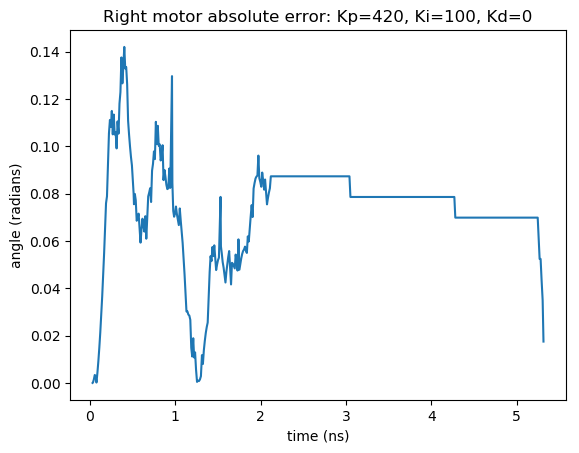 Right motor absolute error: Kp=420, Ki=100, Kd=0
angle (radians)
0.14
0.12
0.10
0.08
0.06
0.04
0.02
0.00
0 1 2 3 4 5
time (ns)